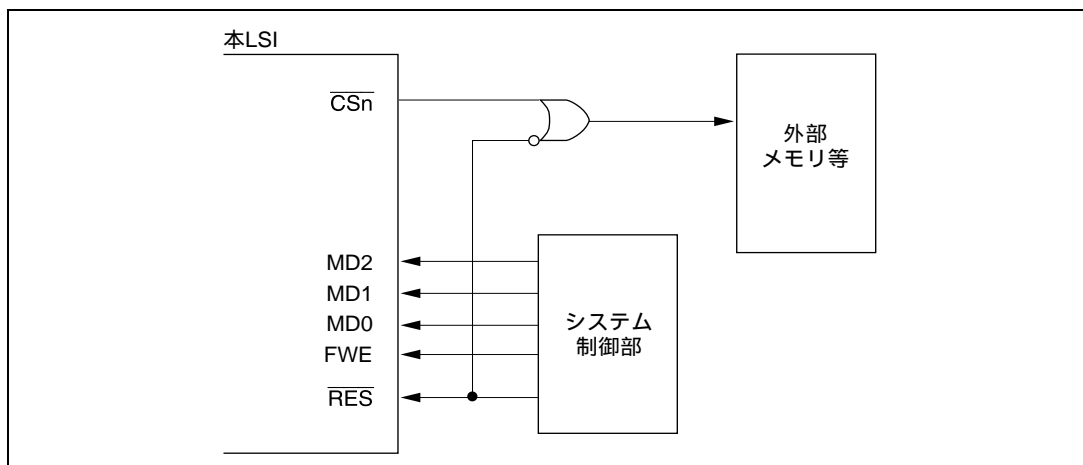 本LSI
CSn
外部
メモリ等
MD2
MD1
MD0
FWE
RES
システム
制御部